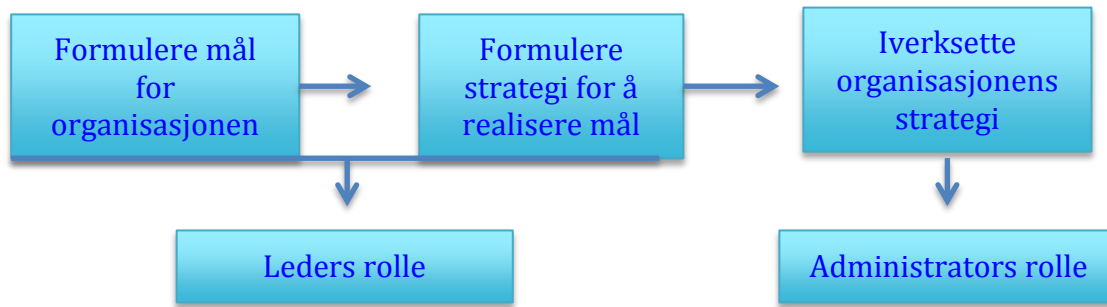 Formulere mål
for
organisasjonen
Formulere
strategi for å
realisere mål
Iverksette
organisasjonens
strategi
Leders rolle
Administrators rolle